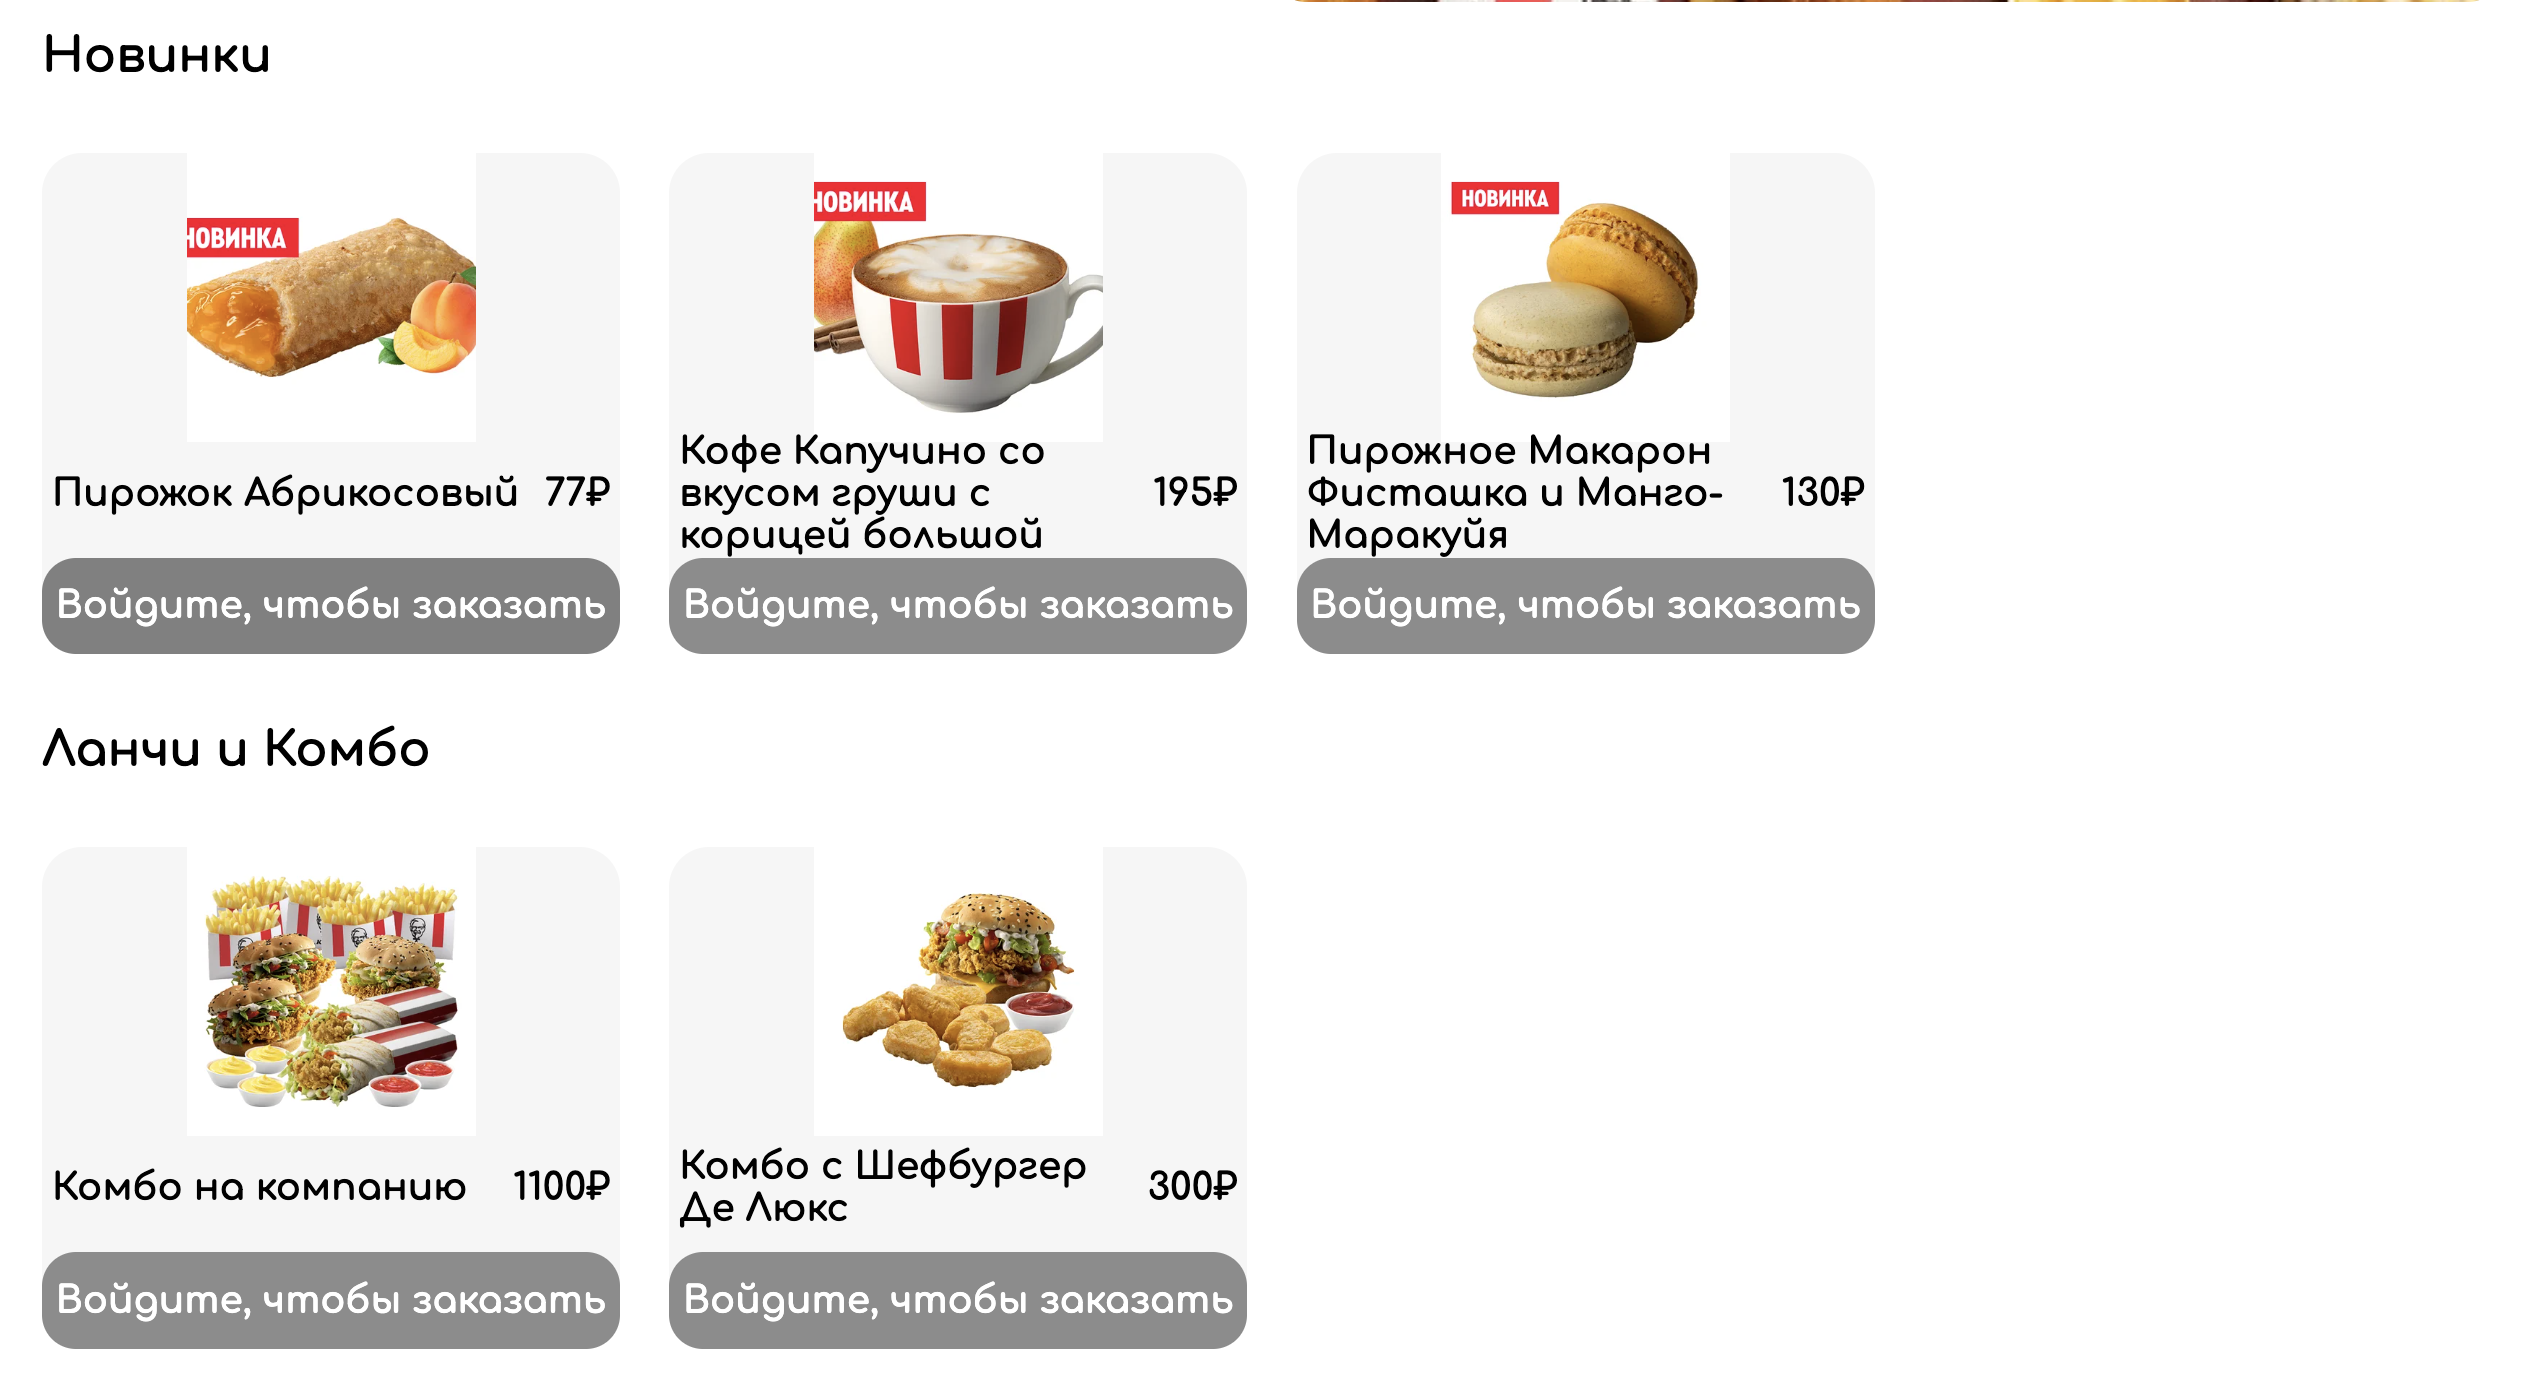 Новинки
НОВИНКА
Пирожок Абрикосовый 77₽
Войдите, чтобы заказать
НОВИНКА
Кофе Капучино со
вкусом груши с
корицей большой
195₽
Войдите, чтобы заказать
НОВИНКА
Пирожное Макарон
Фисташка и Манго-
Маракуйя
130₽
Войдите, чтобы заказать
Ланчи и Комбо
Комбо на компанию 1100₽
Войдите, чтобы заказать
Комбо с Шефбургер
Де Люкс
300₽
Войдите, чтобы заказать